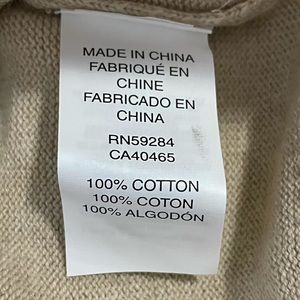 MADE IN CHINA
FABRIQUÉ EN
CHINE
FABRICADO EN
CHINA
RN59284
CA40465
100% COTTON
100% COTON
100% ALGODÓN